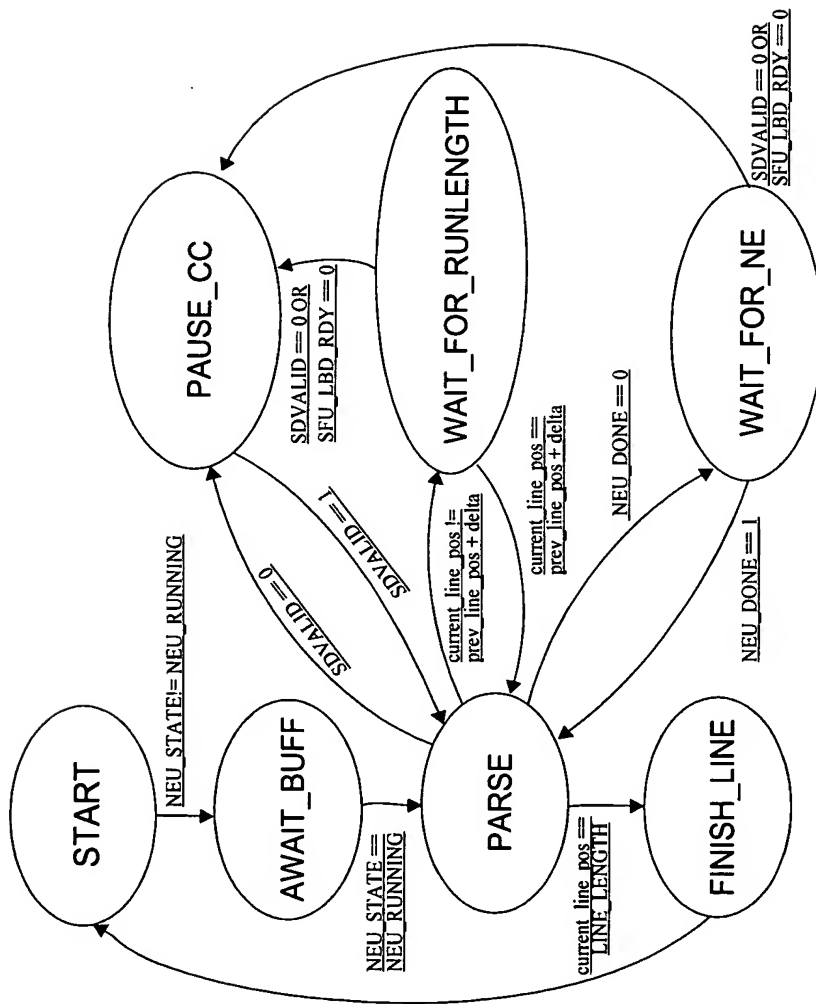 START
NEU_STATE!= NEU_RUNNING
AWAIT_BUFF
NEU_STATE ==
NEU_RUNNING
PARSE
current_line_pos ==
LINE_LENGTH
FINISH_LINE
SDVALID == 0
SDVALID == 1
PAUSE_CC
SDVALID == 0 OR
SFU_LBD_RDY == 0
current_line_pos !=
prev_line_pos + delta
WAIT_FOR_RUNLENGTH
current_line_pos ==
prev_line_pos + delta
NEU_DONE == 0
NEU_DONE == 1
WAIT_FOR_NE
SDVALID == 0 OR
SFU_LBD_RDY == 0